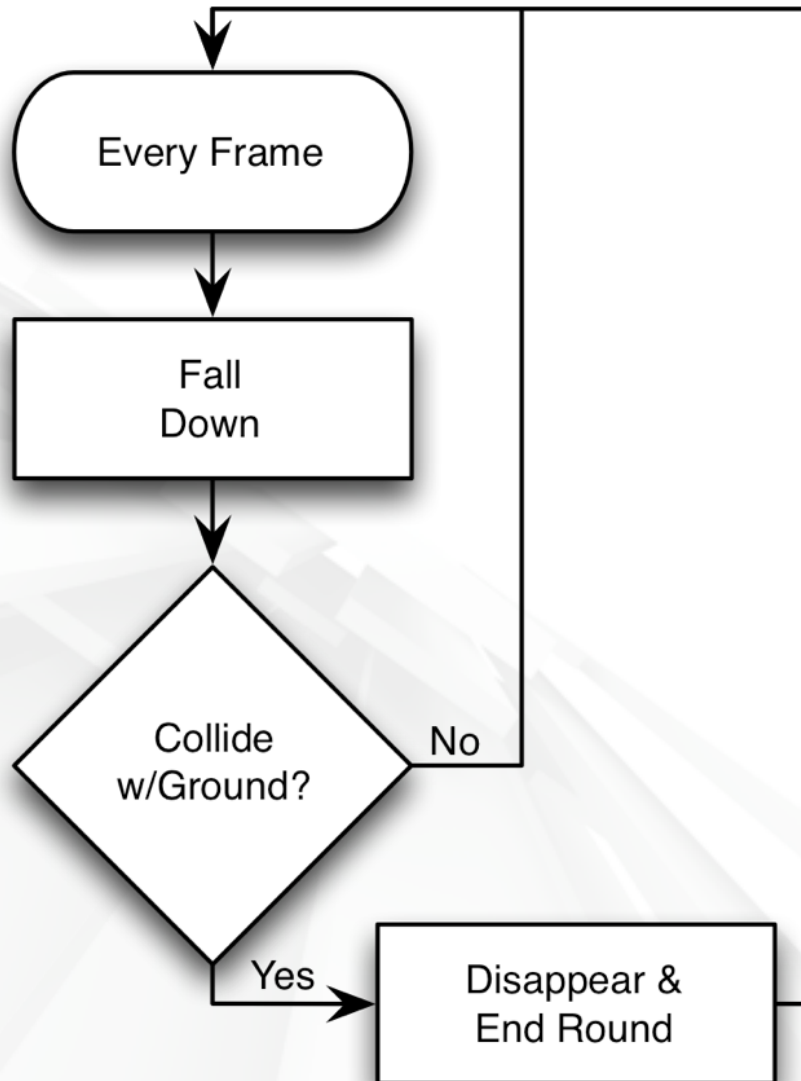 Every Frame
Fall
Down
Collide
w/Ground?
No
Yes
Disappear &
End Round